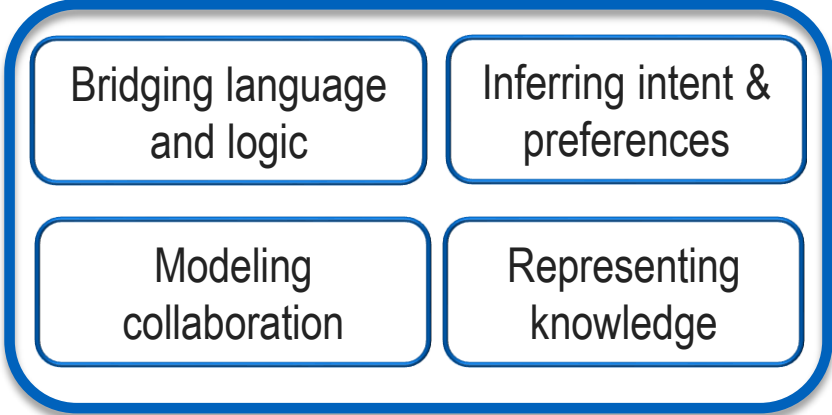 Bridging language
and logic
Inferring intent &
preferences
Modeling
collaboration
Representing
knowledge